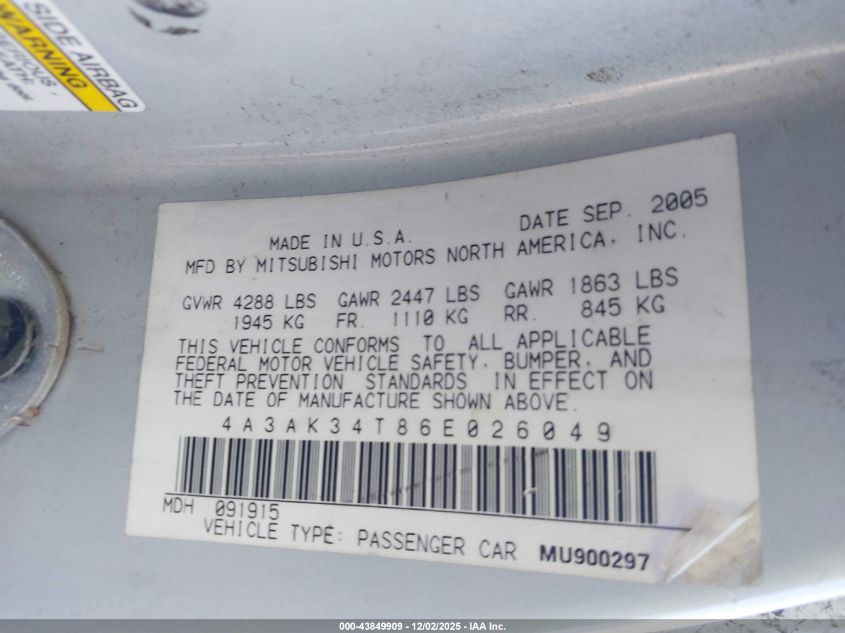 SIDE AIRBAG
WARNING
MADE IN U.S.A. DATE SEP. 2005
MFD BY MITSUBISHI MOTORS NORTH AMERICA, INC.
GVWR 4288 LBS GAWR 2447 LBS GAWR 1863 LBS
1945 KG FR. 1110 KG RR. 845 KG
THIS VEHICLE CONFORMS TO ALL APPLICABLE
FEDERAL MOTOR VEHICLE SAFETY, BUMPER, AND
THEFT PREVENTION STANDARDS IN EFFECT ON
THE DATE OF MANUFACTURE SHOWN ABOVE.
4A3AK34T86E026049
MDH 091915
VEHICLE TYPE: PASSENGER CAR MU900297
000-43849909 - 12/02/2025 - IAA Inc.